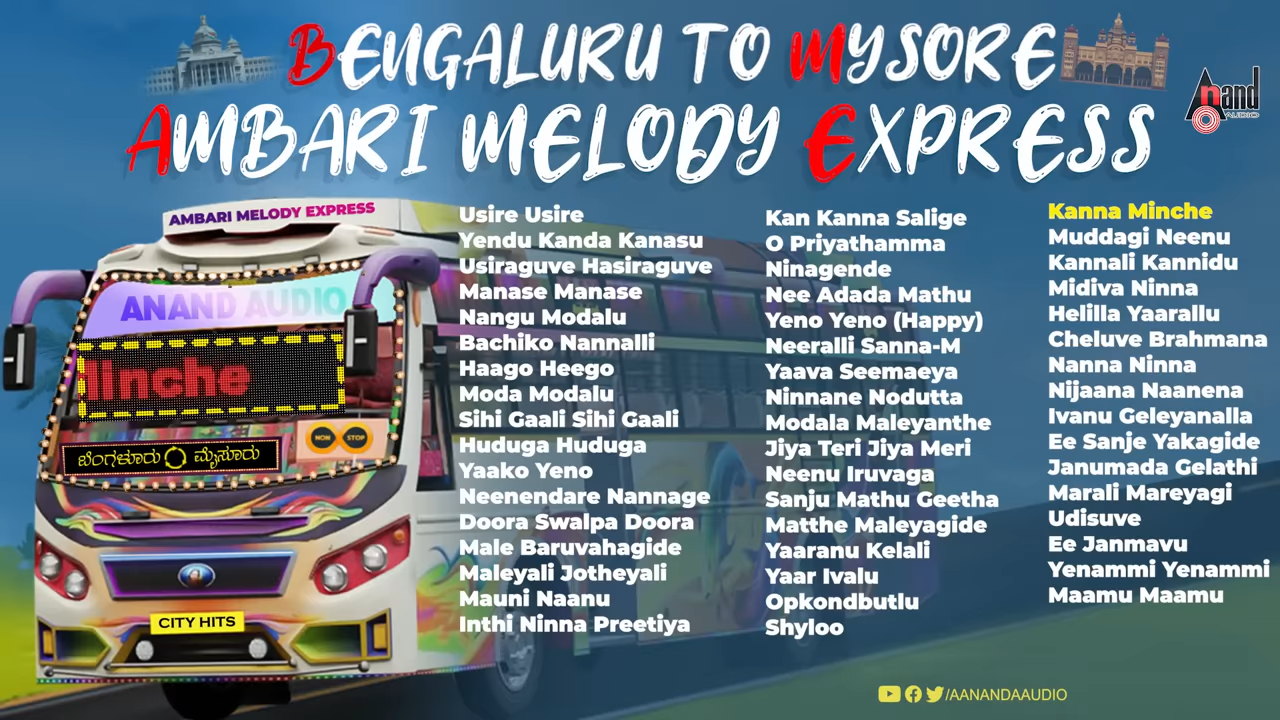 BENGALURU TO MYSORE
AMBARI MELODY EXPRESS
Anand
AUDIO
AMBARI MELODY EXPRESS
ANAND AUDIO
Minche
NON STOP
ಬೆಂಗಳೂರು ಮೈಸೂರು
CITY HITS
Usire Usire
Yendu Kanda Kanasu
Usiraguve Hasiraguve
Manase Manase
Nangu Modalu
Bachiko Nannalli
Haago Heego
Moda Modalu
Sihi Gaali Sihi Gaali
Huduga Huduga
Yaako Yeno
Neenendare Nannage
Doora Swalpa Doora
Male Baruvahagide
Maleyali Jotheyali
Mauni Naanu
Inthi Ninna Preetiya
Kan Kanna Salige
O Priyathamma
Ninagende
Nee Adada Mathu
Yeno Yeno (Happy)
Neeralli Sanna-M
Yaava Seemaeya
Ninnane Nodutta
Modala Maleyanthe
Jiya Teri Jiya Meri
Neenu Iruvaga
Sanju Mathu Geetha
Matthe Maleyagide
Yaaranu Kelali
Yaar Ivalu
Opkondbutlu
Shyloo
Kanna Minche
Muddagi Neenu
Kannali Kannidu
Midiva Ninna
Helilla Yaarallu
Cheluve Brahmana
Nanna Ninna
Nijaana Naanena
Ivanu Geleyanalla
Ee Sanje Yakagide
Janumada Gelathi
Marali Mareyagi
Udisuve
Ee Janmavu
Yenammi Yenammi
Maamu Maamu
/AANANDAAUDIO